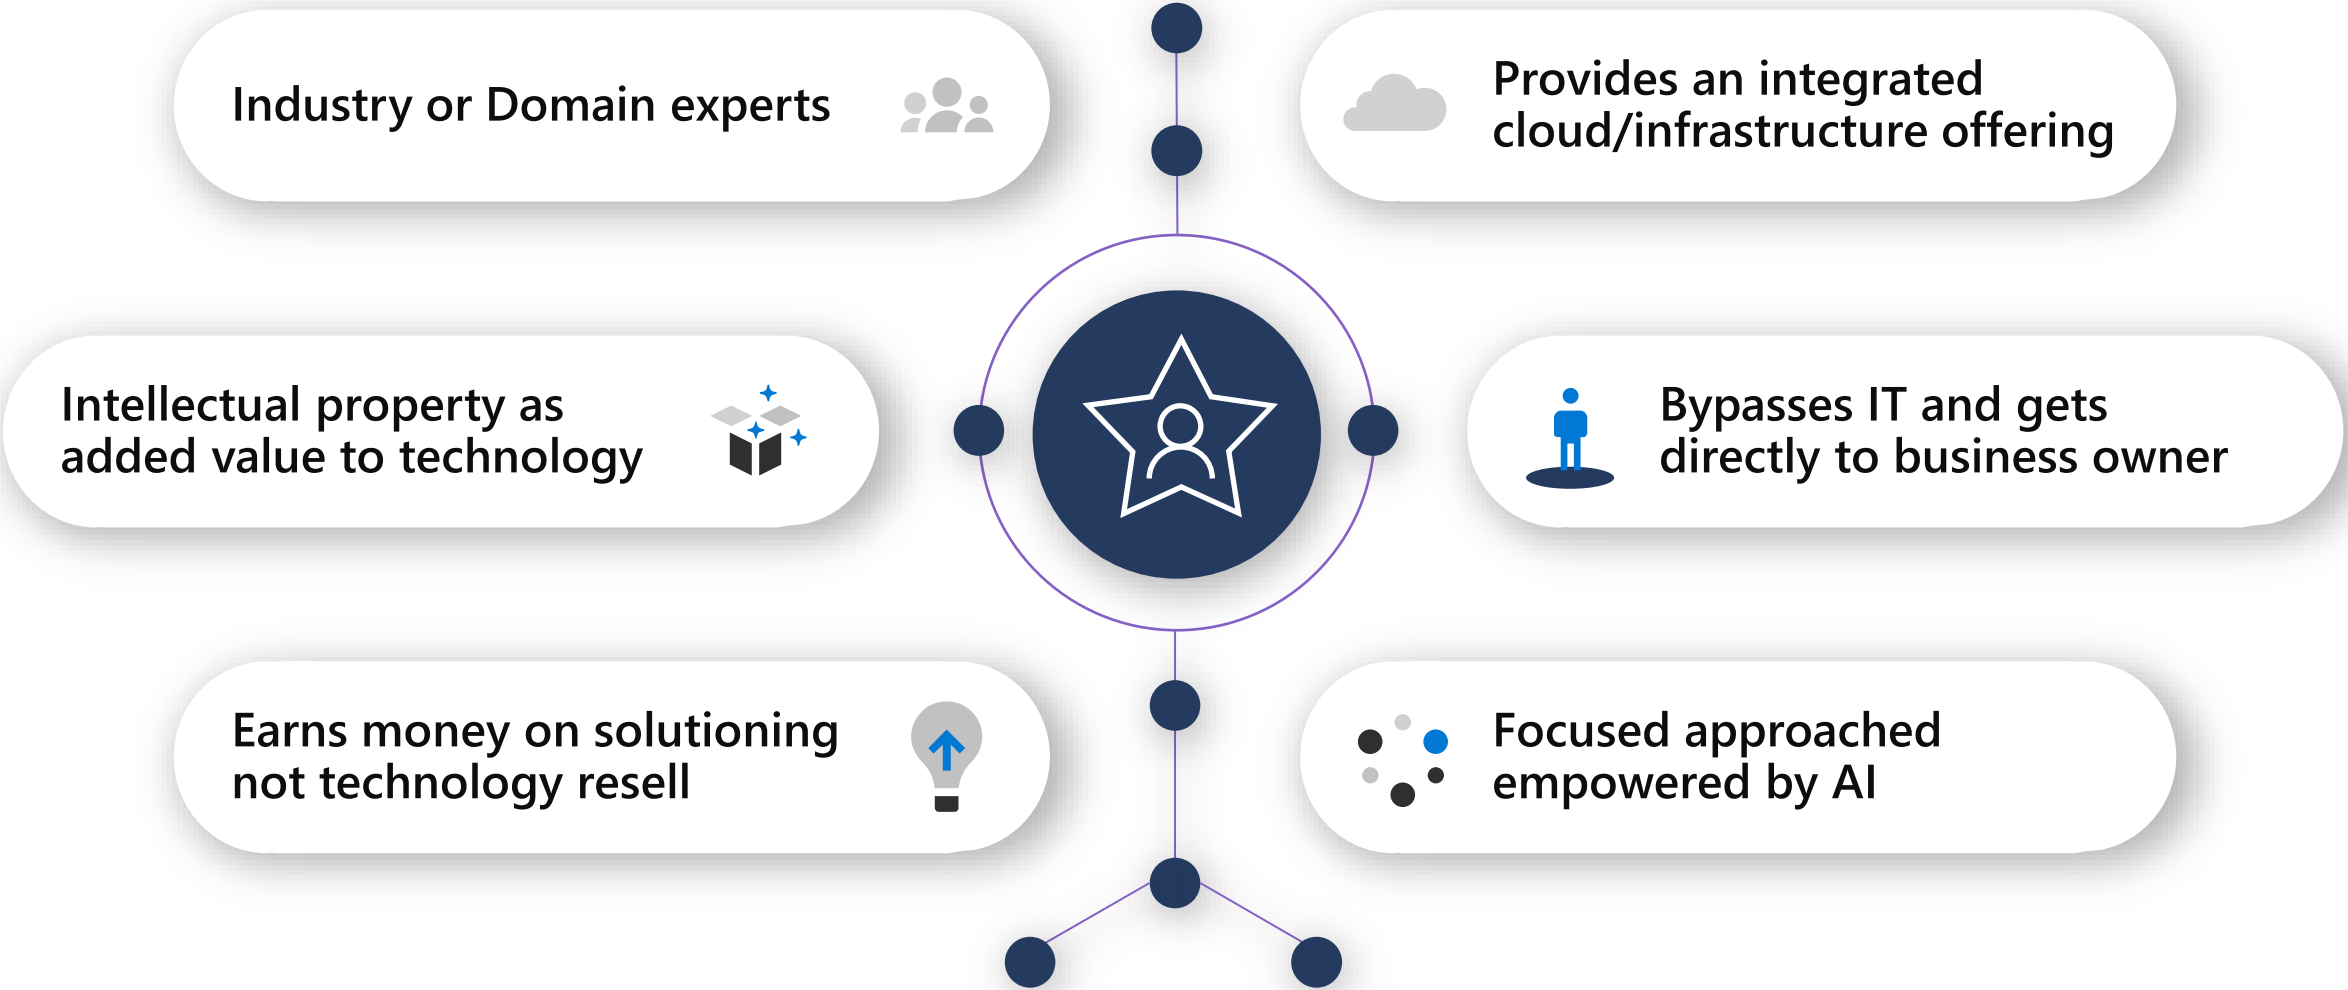 Industry or Domain experts
Provides an integrated
cloud/infrastructure offering
Intellectual property as
added value to technology
Bypasses IT and gets
directly to business owner
Earns money on solutioning
not technology resell
Focused approached
empowered by AI